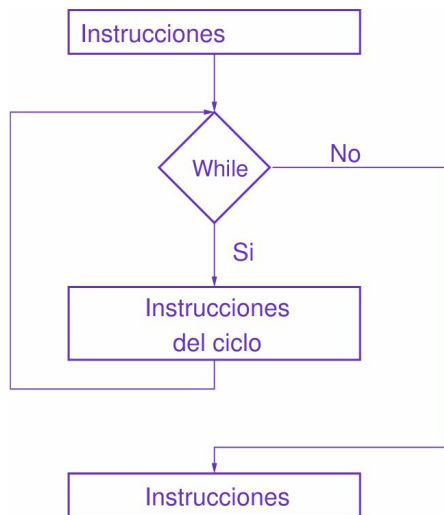 Instrucciones
While
No
Si
Instrucciones
del ciclo
Instrucciones